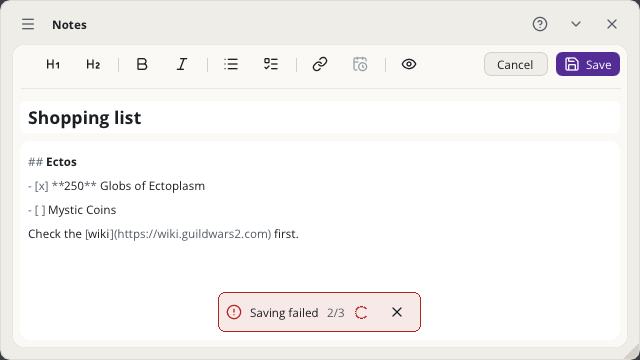 Notes
H1 H2 B I
Cancel
Save
Shopping list
## Ectos
- [x] **250** Globs of Ectoplasm
- [ ] Mystic Coins
Check the [wiki](https://wiki.guildwars2.com) first.
Saving failed 2/3